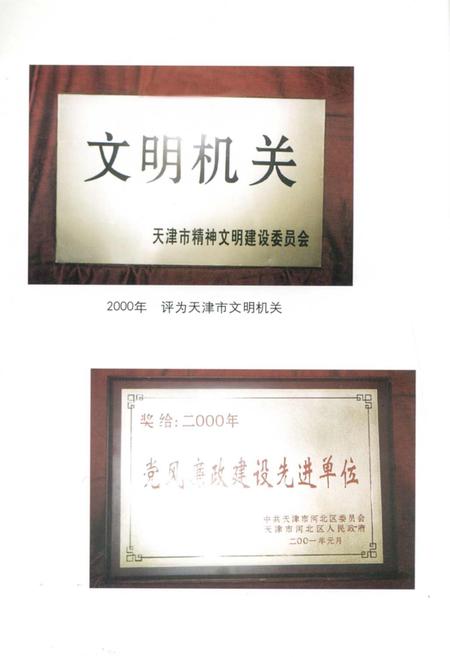 文明机关
天津市精神文明建设委员会
2000年 评为天津市文明机关
奖给:二000年
党风廉政建设先进单位
中共天津市河北区委员会
天津市河北区人民政府
二00一年元月